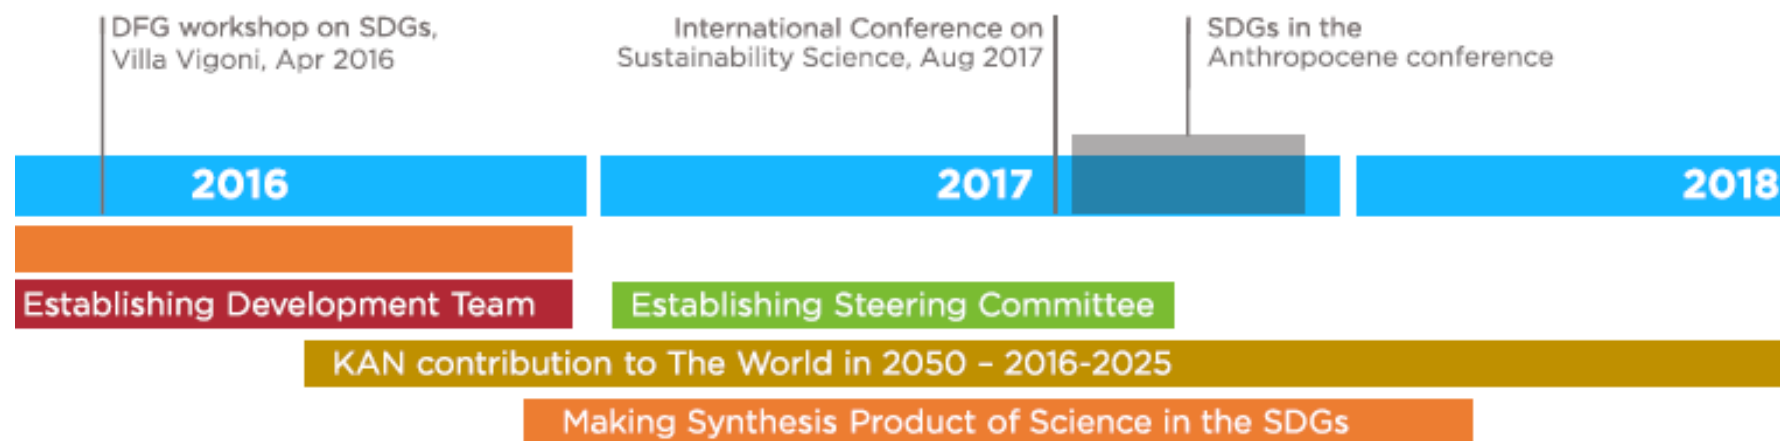 DFG workshop on SDGs,
Villa Vigoni, Apr 2016
International Conference on
Sustainability Science, Aug 2017
SDGs in the
Anthropocene conference
2016
2017
2018
Establishing Development Team
Establishing Steering Committee
KAN contribution to The World in 2050 – 2016-2025
Making Synthesis Product of Science in the SDGs